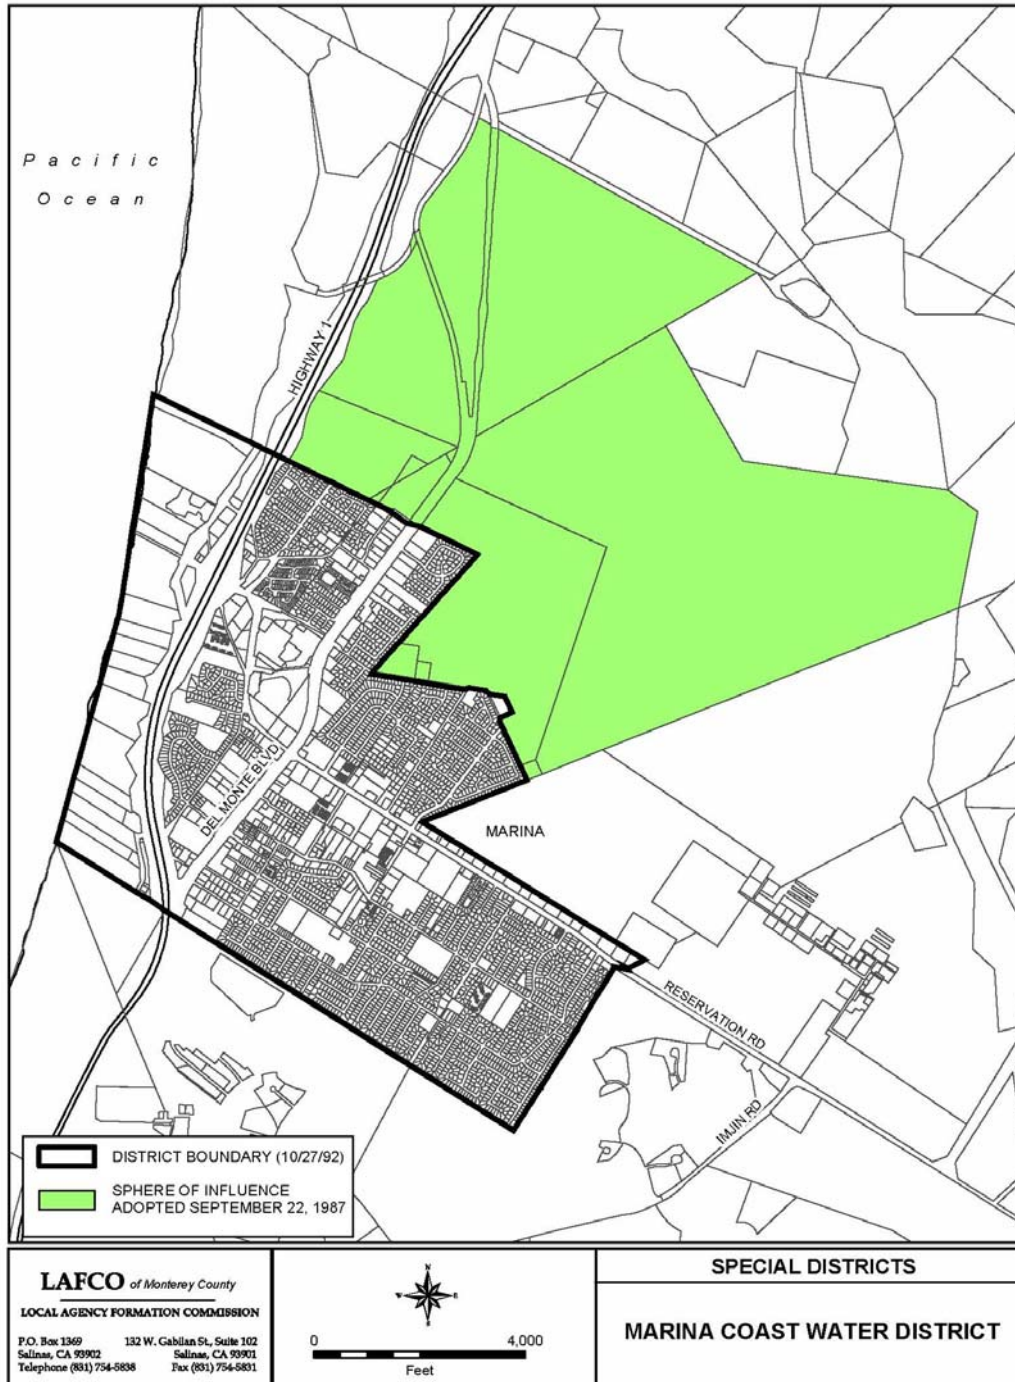 Pacific
Ocean
HIGHWAY 1
DEL MONTE BLVD
MARINA
RESERVATION RD
IMJIN RD
DISTRICT BOUNDARY (10/27/92)
SPHERE OF INFLUENCE
ADOPTED SEPTEMBER 22, 1987
LAFCO of Monterey County
LOCAL AGENCY FORMATION COMMISSION
P.O. Box 1369 132 W. Gabilan St., Suite 102
Salinas, CA 93902 Salinas, CA 93901
Telephone (831) 754-5838 Fax (831) 754-5831
N
W E
S
0 4,000
Feet
SPECIAL DISTRICTS
MARINA COAST WATER DISTRICT